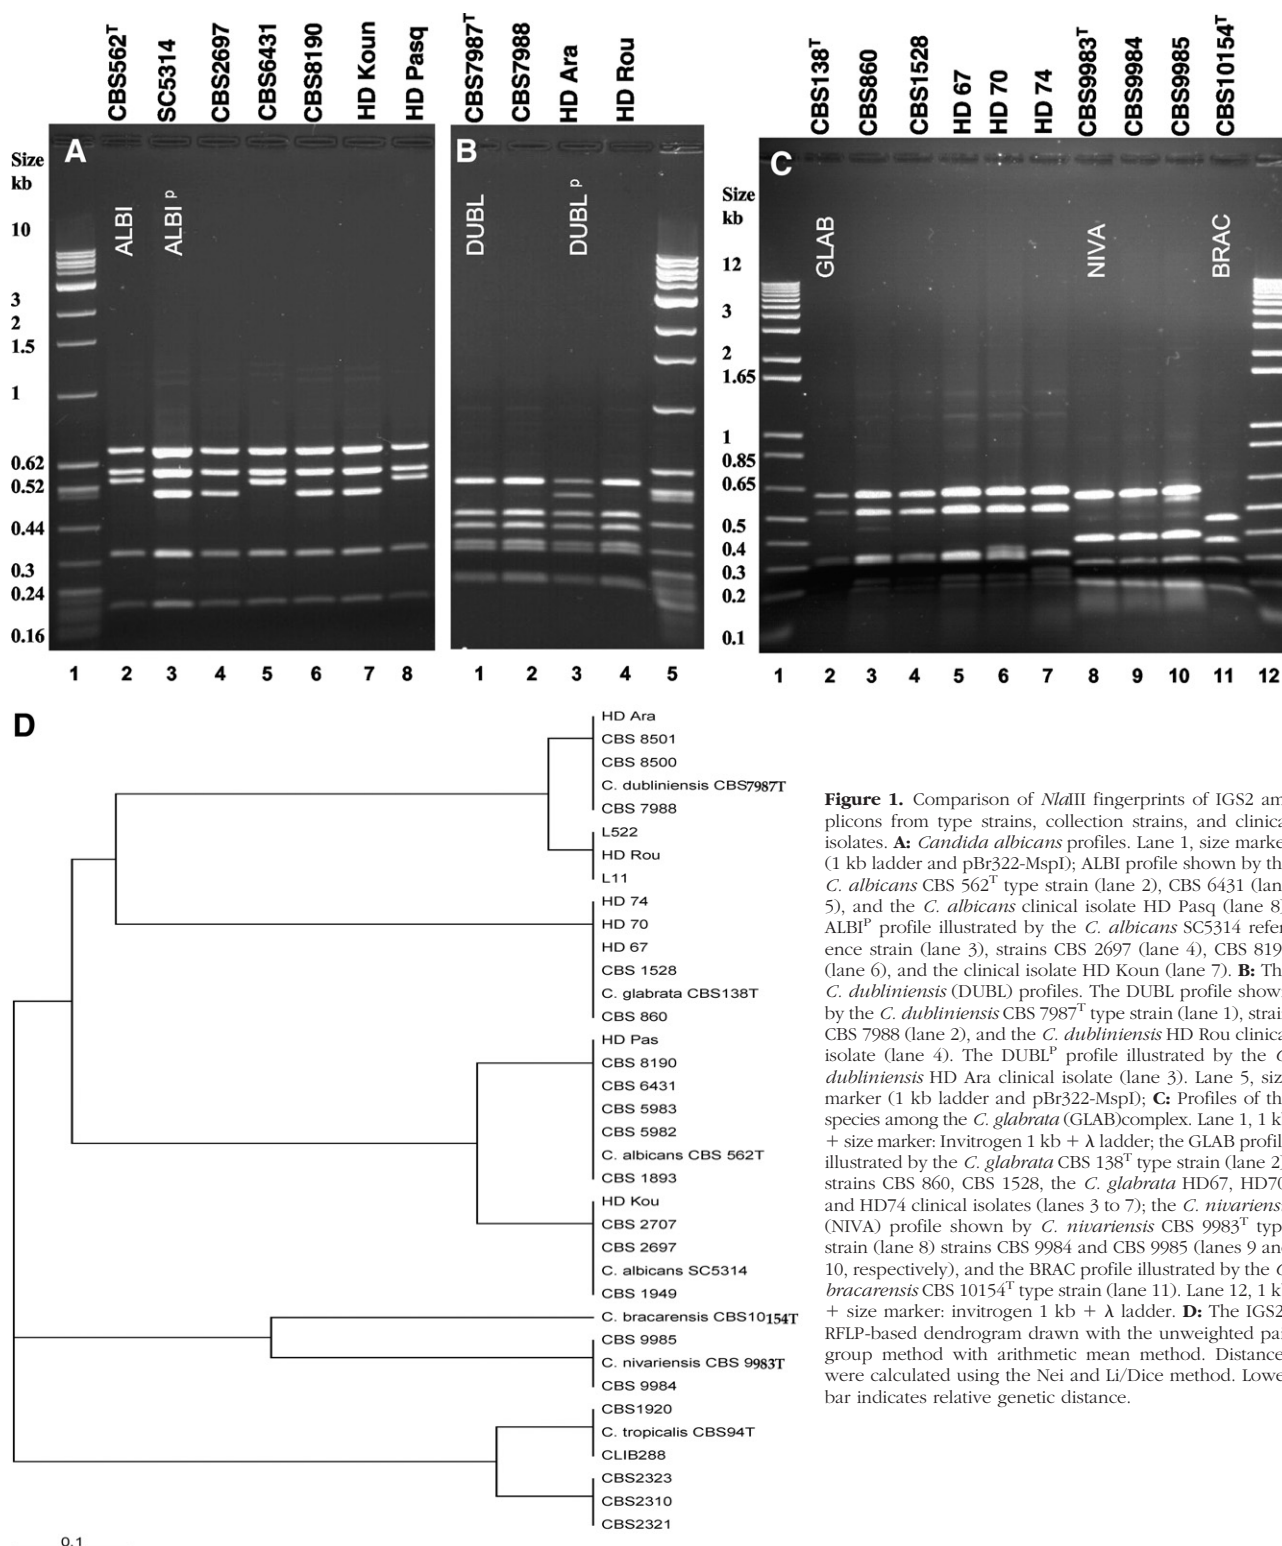 CBS562T
SC5314
CBS2697
CBS6431
CBS8190
HD Koun
HD Pasq
CBS7987T
CBS7988
HD Ara
HD Rou
CBS138T
CBS860
CBS1528
HD 67
HD 70
HD 74
CBS9983T
CBS9984
CBS9985
CBS10154T
A
Size
kb
10
3
2
1.5
1
0.62
0.52
0.44
0.3
0.24
0.16
ALBI
ALBI p
1 2 3 4 5 6 7 8
B
DUBL
DUBL p
1 2 3 4 5
C
Size
kb
12
3
2
1.65
1
0.85
0.65
0.5
0.4
0.3
0.2
0.1
GLAB
NIVA
BRAC
1 2 3 4 5 6 7 8 9 10 11 12
D
HD Ara
CBS 8501
CBS 8500
C. dubliniensis CBS7987T
CBS 7988
L522
HD Rou
L11
HD 74
HD 70
HD 67
CBS 1528
C. glabrata CBS138T
CBS 860
HD Pas
CBS 8190
CBS 6431
CBS 5983
CBS 5982
C. albicans CBS 562T
CBS 1893
HD Kou
CBS 2707
CBS 2697
C. albicans SC5314
CBS 1949
C. bracarensis CBS10154T
CBS 9985
C. nivariensis CBS 9983T
CBS 9984
CBS1920
C. tropicalis CBS94T
CLIB288
CBS2323
CBS2310
CBS2321
0.1
Figure 1. Comparison of NlaIII fingerprints of IGS2 am
plicons from type strains, collection strains, and clinica
isolates. A: Candida albicans profiles. Lane 1, size marke
(1 kb ladder and pBr322-MspI); ALBI profile shown by th
C. albicans CBS 562T type strain (lane 2), CBS 6431 (lan
5), and the C. albicans clinical isolate HD Pasq (lane 8)
ALBIP profile illustrated by the C. albicans SC5314 refer
ence strain (lane 3), strains CBS 2697 (lane 4), CBS 819
(lane 6), and the clinical isolate HD Koun (lane 7). B: Th
C. dubliniensis (DUBL) profiles. The DUBL profile shown
by the C. dubliniensis CBS 7987T type strain (lane 1), strai
CBS 7988 (lane 2), and the C. dubliniensis HD Rou clinica
isolate (lane 4). The DUBLP profile illustrated by the C
dubliniensis HD Ara clinical isolate (lane 3). Lane 5, siz
marker (1 kb ladder and pBr322-MspI); C: Profiles of th
species among the C. glabrata (GLAB)complex. Lane 1, 1 k
+ size marker: Invitrogen 1 kb + λ ladder; the GLAB profil
illustrated by the C. glabrata CBS 138T type strain (lane 2)
strains CBS 860, CBS 1528, the C. glabrata HD67, HD70
and HD74 clinical isolates (lanes 3 to 7); the C. nivariens
(NIVA) profile shown by C. nivariensis CBS 9983T typ
strain (lane 8) strains CBS 9984 and CBS 9985 (lanes 9 an
10, respectively), and the BRAC profile illustrated by the C
bracarensis CBS 10154T type strain (lane 11). Lane 12, 1 k
+ size marker: invitrogen 1 kb + λ ladder. D: The IGS2
RFLP-based dendrogram drawn with the unweighted pai
group method with arithmetic mean method. Distance
were calculated using the Nei and Li/Dice method. Lowe
bar indicates relative genetic distance.